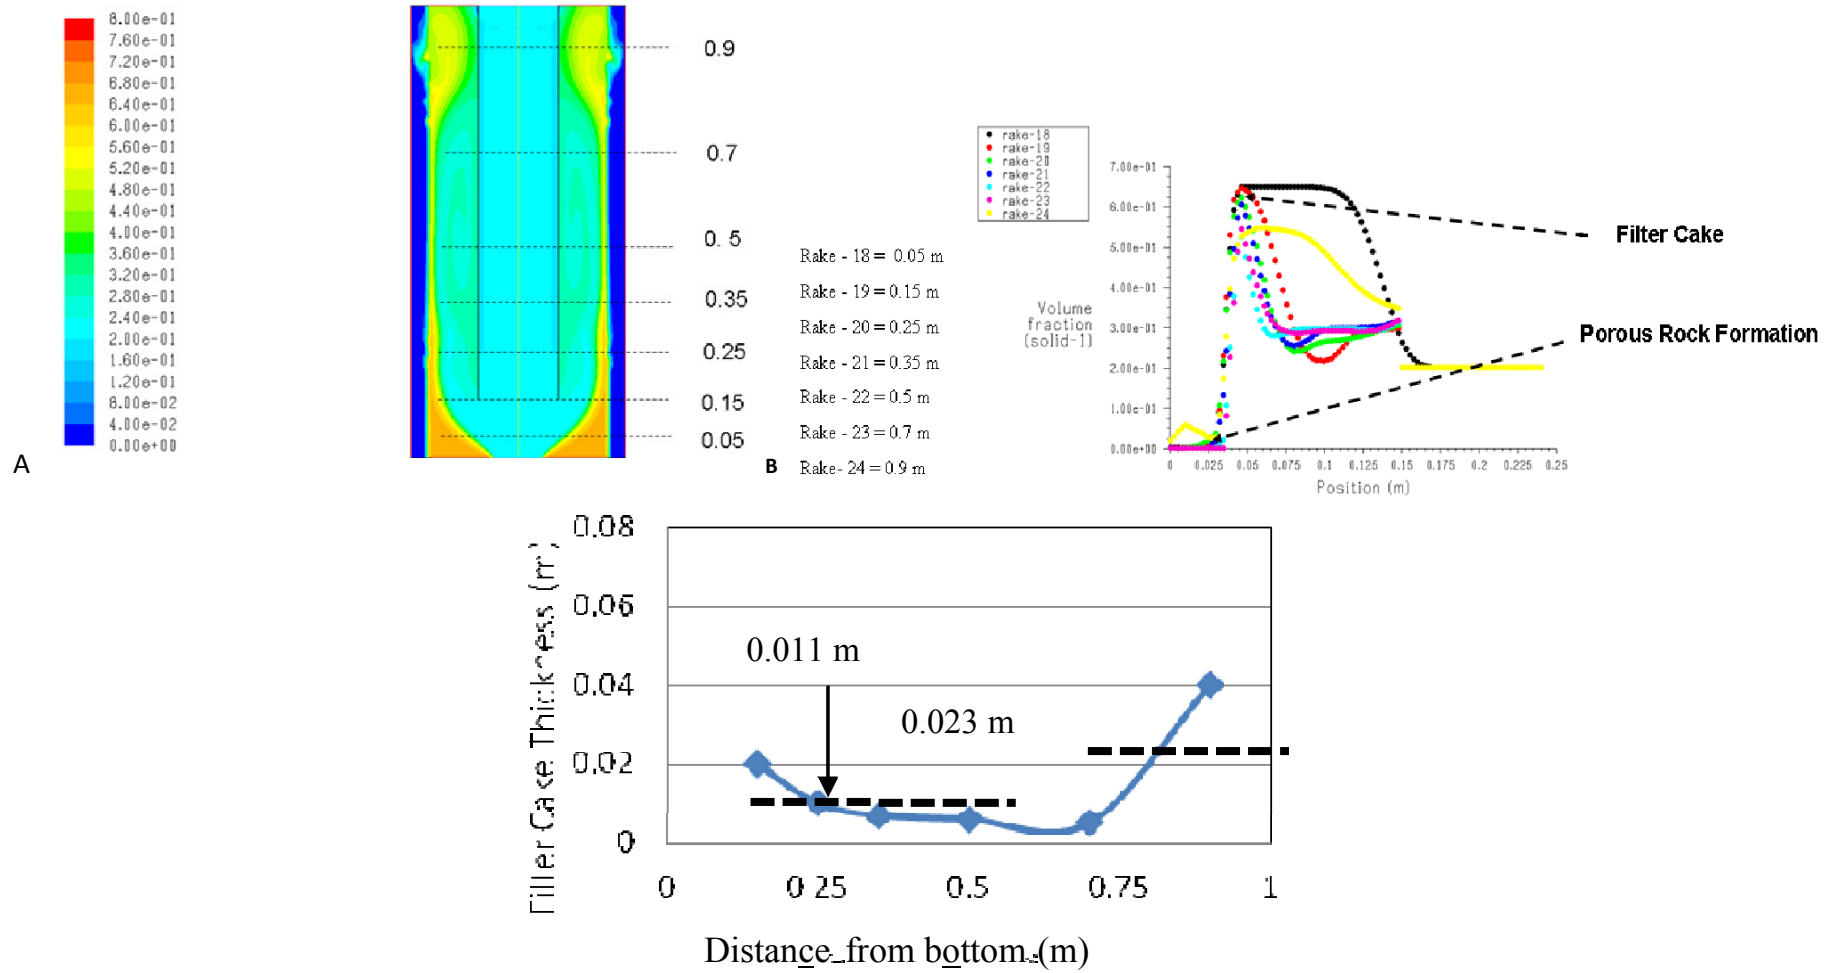 8.00e-01
7.60e-01
7.20e-01
6.80e-01
6.40e-01
6.00e-01
5.60e-01
5.20e-01
4.80e-01
4.40e-01
4.00e-01
3.60e-01
3.20e-01
2.80e-01
2.40e-01
2.00e-01
1.60e-01
1.20e-01
8.00e-02
4.00e-02
0.00e+00
A
0.9
0.7
0. 5
0.35
0.25
0.15
0.05
B
Rake - 18 = 0.05 m
Rake - 19 = 0.15 m
Rake - 20 = 0.25 m
Rake - 21 = 0.35 m
Rake - 22 = 0.5 m
Rake - 23 = 0.7 m
Rake- 24 = 0.9 m
rake-18
rake-19
rake-20
rake-21
rake-22
rake-23
rake-24
Volume
fraction
(solid-1)
7.00e-01
6.00e-01
5.00e-01
4.00e-01
3.00e-01
2.00e-01
1.00e-01
0.00e+00
0 0.025 0.05 0.075 0.1 0.125 0.15 0.175 0.2 0.225 0.25
Position (m)
Filter Cake
Porous Rock Formation
Filler Cake Thickness (m)
0.08
0.06
0.04
0.02
0
0.011 m
0.023 m
0 0.25 0.5 0.75 1
Distance from bottom (m)